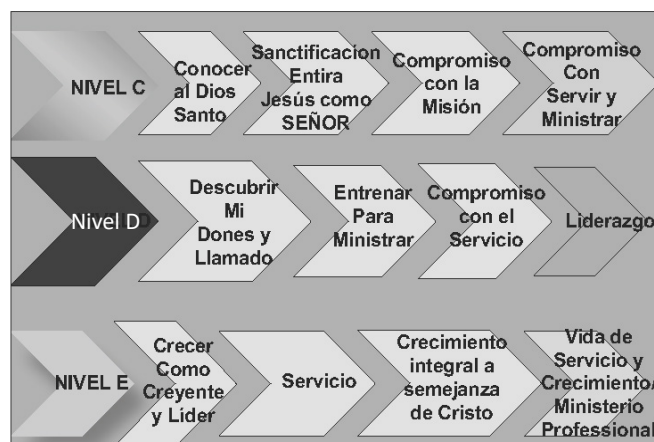 NIVEL C
Conocer
al Dios
Santo
Sanctificacion
Entira
Jesús como
SEÑOR
Compromiso
con la
Misión
Compromiso
Con
Servir y
Ministrar
Nivel D
Descubrir
Mi
Dones y
Llamado
Entrenar
Para
Ministrar
Compromiso
con el
Servicio
Liderazgo
NIVEL E
Crecer
Como
Creyente
y Líder
Servicio
Crecimiento
integral a
semejanza
de Cristo
Vida de
Servicio y
Crecimiento/
Ministerio
Professional